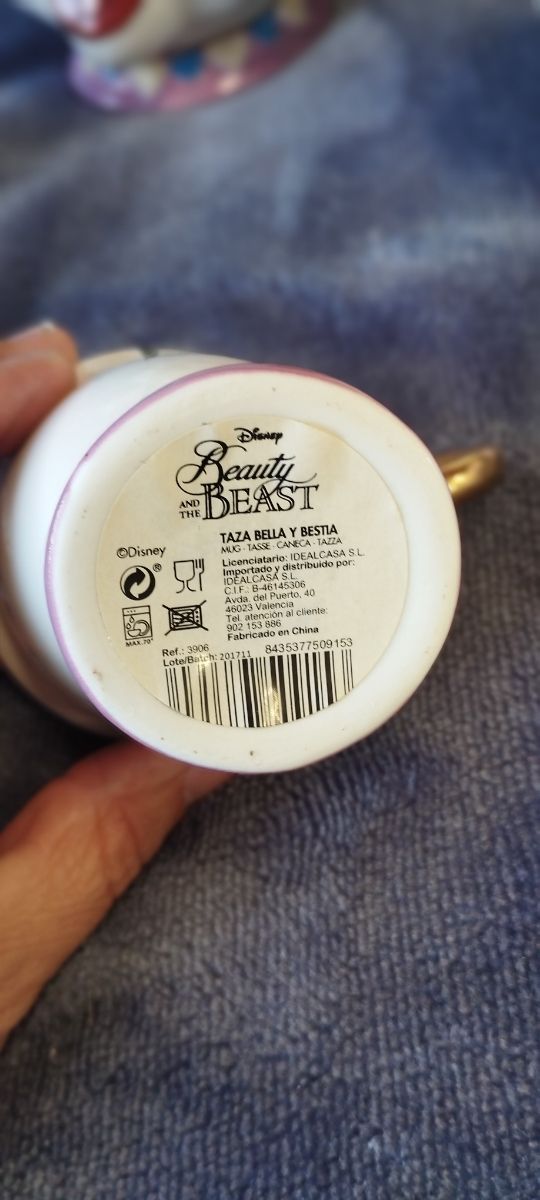 Disney
Beauty
AND THE BEAST
TAZA BELLA Y BESTIA
MUG · TASSE · CANECA · TAZZA
©Disney
Licenciatario: IDEALCASA S.L.
Importado y distribuido por:
IDEALCASA S.L.
C.I.F.: B-46145306
Avda. del Puerto, 40
46023 Valencia
Tel. atención al cliente:
902 153 886
Fabricado en China
®
MAX.70°
Ref.: 3906
8435377509153
Lote/Batch: 201711